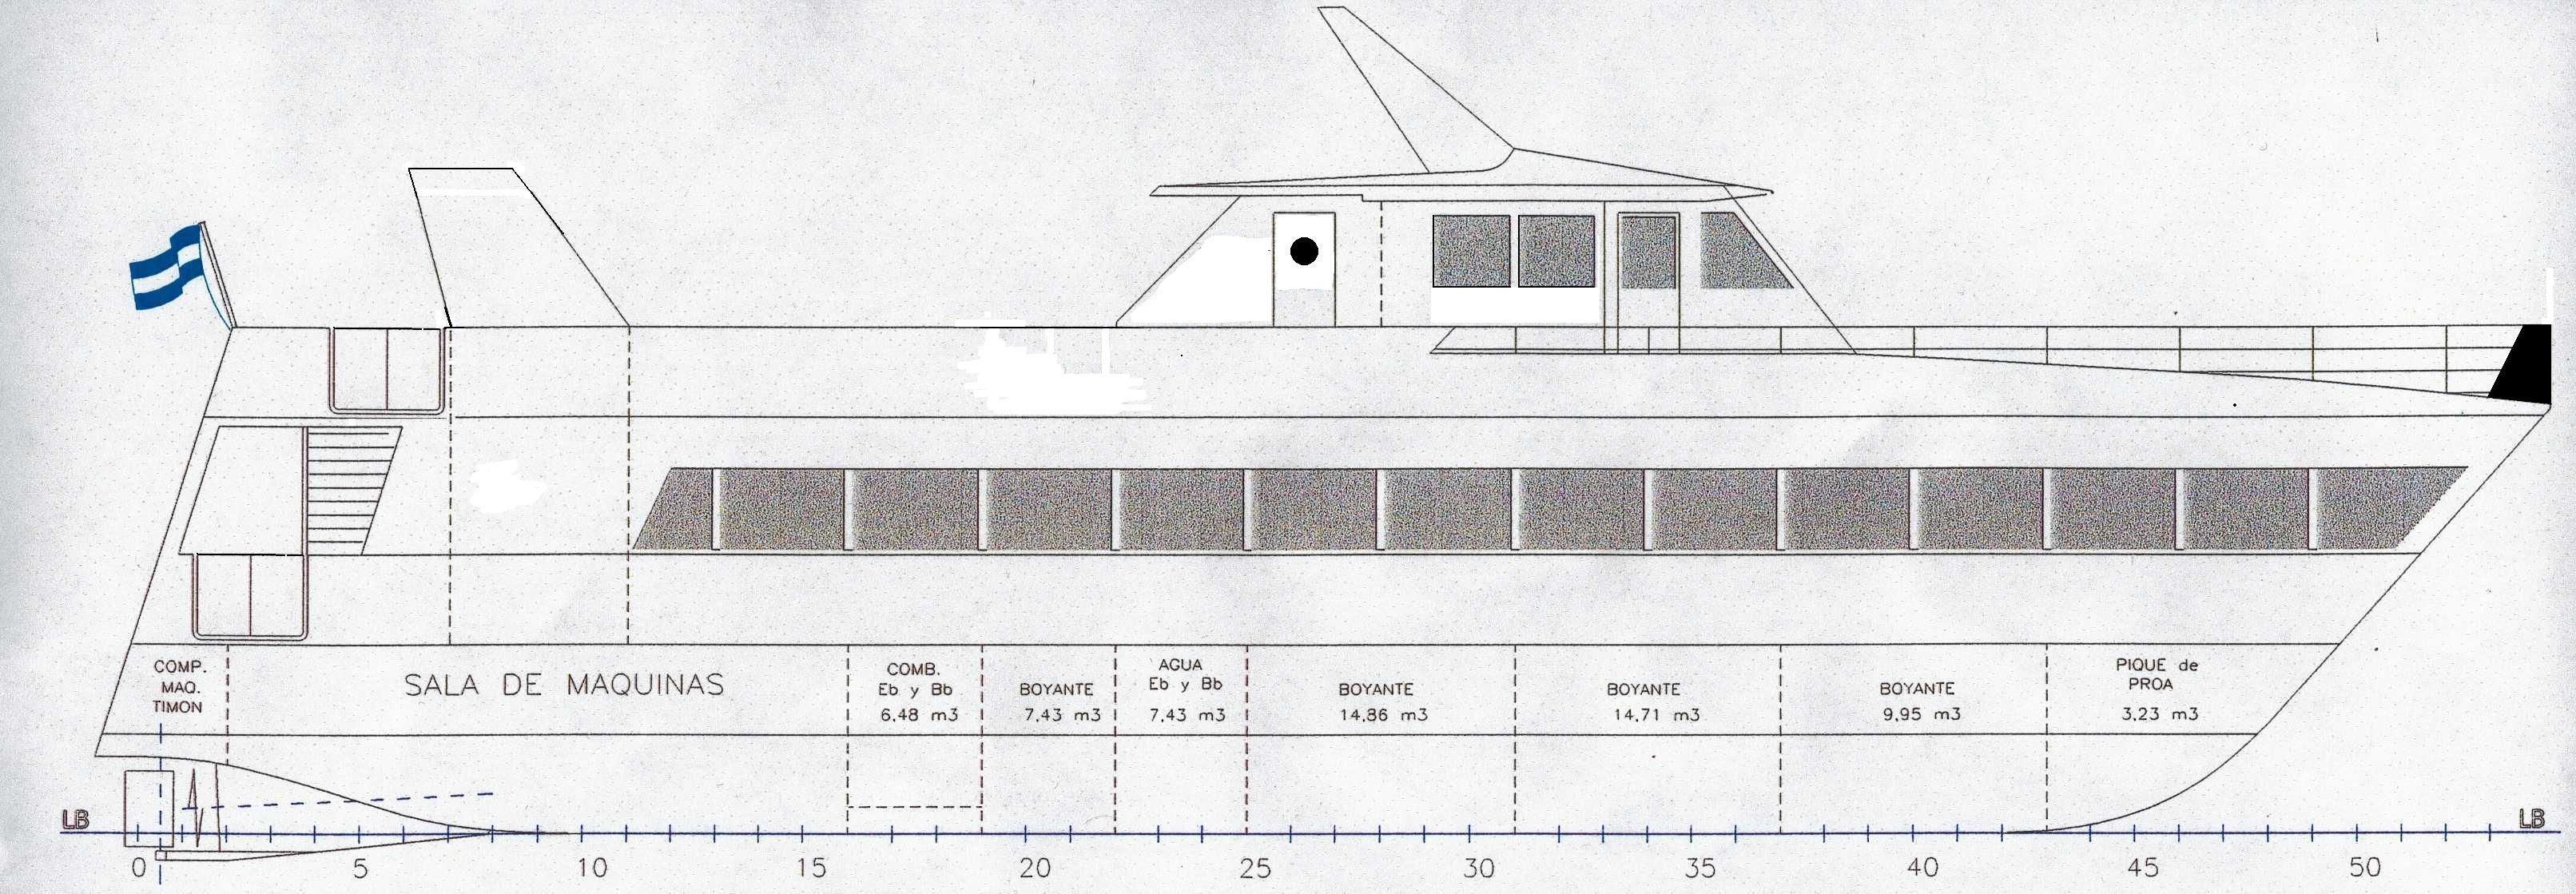 COMP.
MAQ.
TIMON
SALA DE MAQUINAS
COMB.
Eb y Bb
6,48 m3
BOYANTE
7,43 m3
AGUA
Eb y Bb
7,43 m3
BOYANTE
14,86 m3
BOYANTE
14,71 m3
BOYANTE
9,95 m3
PIQUE de
PROA
3,23 m3
LB
LB
0 5 10 15 20 25 30 35 40 45 50